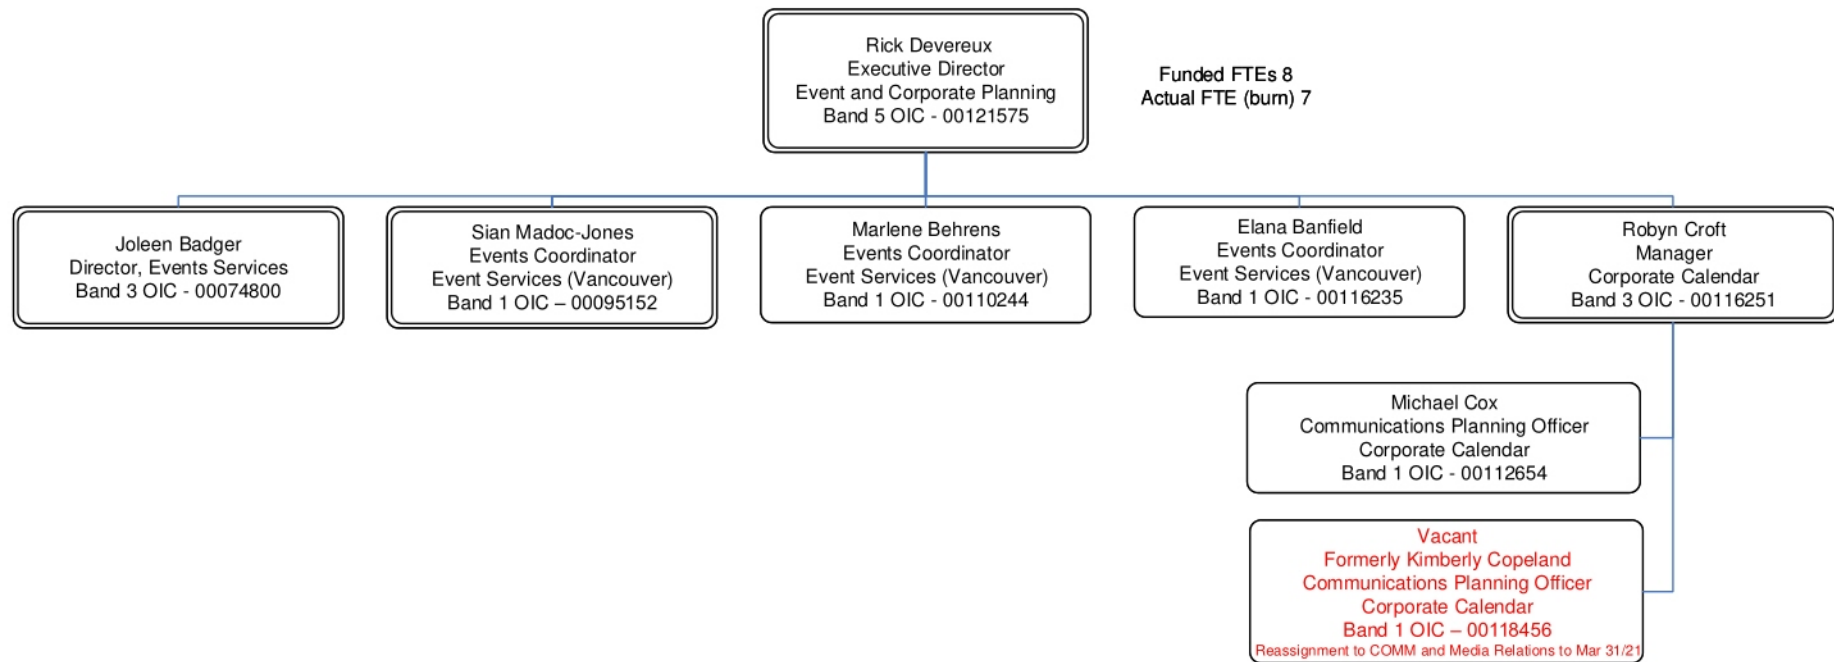 Rick Devereux
Executive Director
Event and Corporate Planning
Band 5 OIC - 00121575
Funded FTEs 8
Actual FTE (burn) 7
Joleen Badger
Director, Events Services
Band 3 OIC - 00074800
Sian Madoc-Jones
Events Coordinator
Event Services (Vancouver)
Band 1 OIC – 00095152
Marlene Behrens
Events Coordinator
Event Services (Vancouver)
Band 1 OIC - 00110244
Elana Banfield
Events Coordinator
Event Services (Vancouver)
Band 1 OIC - 00116235
Robyn Croft
Manager
Corporate Calendar
Band 3 OIC - 00116251
Michael Cox
Communications Planning Officer
Corporate Calendar
Band 1 OIC - 00112654
Vacant
Formerly Kimberly Copeland
Communications Planning Officer
Corporate Calendar
Band 1 OIC – 00118456
Reassignment to COMM and Media Relations to Mar 31/21